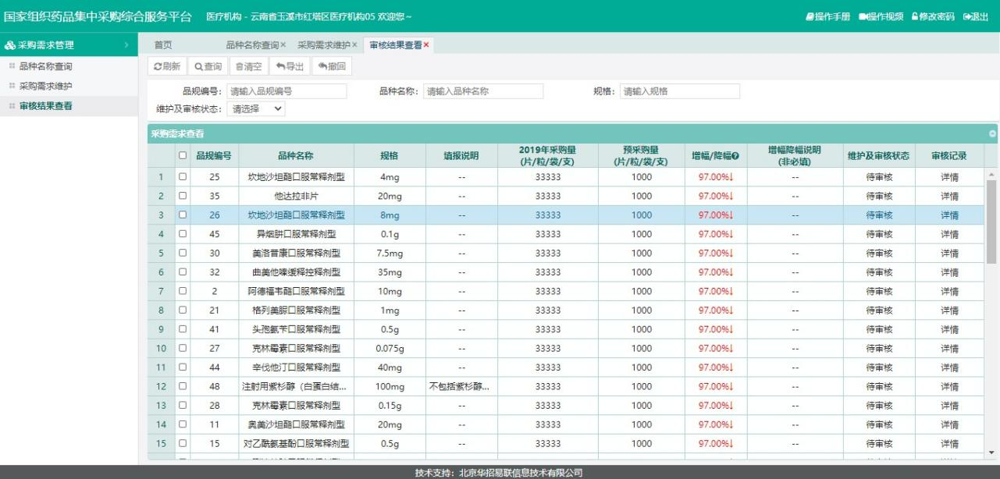 国家组织药品集中采购综合服务平台 医疗机构 - 云南省玉溪市红塔区医疗机构05 欢迎您~ 操作手册 操作视频 修改密码 退出
采购需求管理
品种名称查询
采购需求维护
审核结果查看
首页 品种名称查询× 采购需求维护× 审核结果查看×
刷新 查询 清空 导出 撤回
品规编号: 请输入品规编号 品种名称: 请输入品种名称 规格: 请输入规格
维护及审核状态: 请选择
采购需求查看
品规编号 品种名称 规格 填报说明 2019年采购量(片/粒/袋/支) 预采购量(片/粒/袋/支) 增幅/降幅 增幅降幅说明(非必填) 维护及审核状态 审核记录
1 25 坎地沙坦酯口服常释剂型 4mg -- 33333 1000 97.00%↓ -- 待审核 详情
2 35 他达拉非片 20mg -- 33333 1000 97.00%↓ -- 待审核 详情
3 26 坎地沙坦酯口服常释剂型 8mg -- 33333 1000 97.00%↓ -- 待审核 详情
4 45 异烟肼口服常释剂型 0.1g -- 33333 1000 97.00%↓ -- 待审核 详情
5 30 美洛昔康口服常释剂型 7.5mg -- 33333 1000 97.00%↓ -- 待审核 详情
6 32 曲美他嗪缓释控释剂型 35mg -- 33333 1000 97.00%↓ -- 待审核 详情
7 2 阿德福韦酯口服常释剂型 10mg -- 33333 1000 97.00%↓ -- 待审核 详情
8 21 格列美脲口服常释剂型 1mg -- 33333 1000 97.00%↓ -- 待审核 详情
9 41 头孢氨苄口服常释剂型 0.5g -- 33333 1000 97.00%↓ -- 待审核 详情
10 27 克林霉素口服常释剂型 0.075g -- 33333 1000 97.00%↓ -- 待审核 详情
11 44 辛伐他汀口服常释剂型 40mg -- 33333 1000 97.00%↓ -- 待审核 详情
12 48 注射用紫杉醇（白蛋白结... 100mg 不包括紫杉醇... 33333 1000 97.00%↓ -- 待审核 详情
13 28 克林霉素口服常释剂型 0.15g -- 33333 1000 97.00%↓ -- 待审核 详情
14 11 奥美沙坦酯口服常释剂型 20mg -- 33333 1000 97.00%↓ -- 待审核 详情
15 15 对乙酰氨基酚口服常释剂型 0.5g -- 33333 1000 97.00%↓ -- 待审核 详情
技术支持：北京华招易联信息技术有限公司